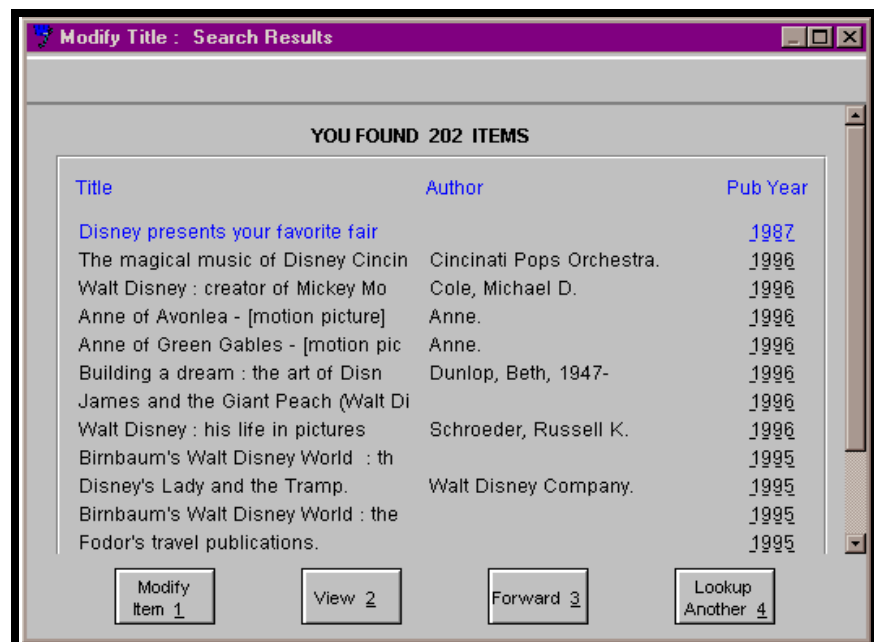 Modify Title : Search Results
YOU FOUND 202 ITEMS
Title Author Pub Year
Disney presents your favorite fair 1987
The magical music of Disney Cincin Cincinati Pops Orchestra. 1996
Walt Disney : creator of Mickey Mo Cole, Michael D. 1996
Anne of Avonlea - [motion picture] Anne. 1996
Anne of Green Gables - [motion pic Anne. 1996
Building a dream : the art of Disn Dunlop, Beth, 1947- 1996
James and the Giant Peach (Walt Di 1996
Walt Disney : his life in pictures Schroeder, Russell K. 1996
Birnbaum's Walt Disney World : th 1995
Disney's Lady and the Tramp. Walt Disney Company. 1995
Birnbaum's Walt Disney World : the 1995
Fodor's travel publications. 1995
Modify
Item 1
View 2
Forward 3
Lookup
Another 4